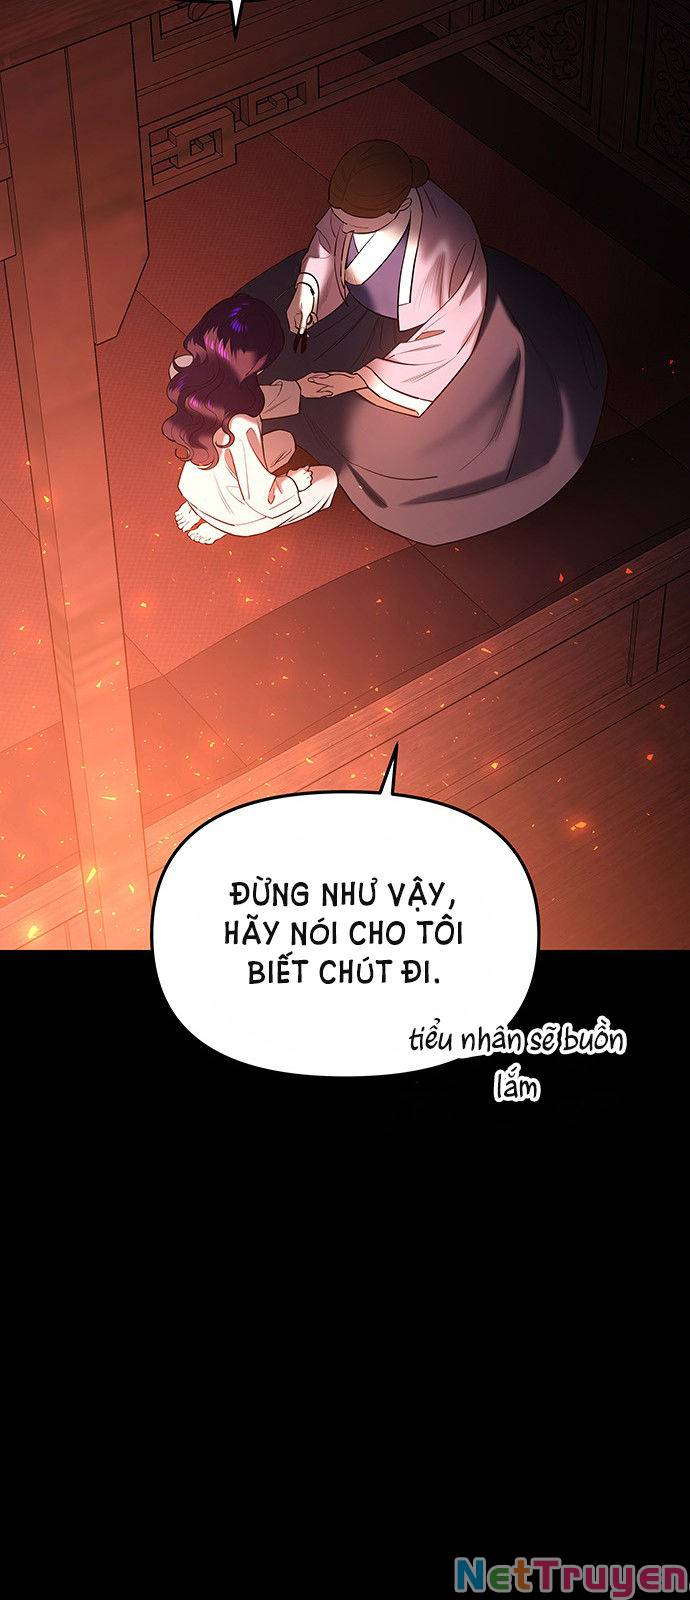 ĐỪNG NHƯ VẬY,
HÃY NÓI CHO TÔI
BIẾT CHÚT ĐI.
tiểu nhân sẽ buồn
lắm
NetTruyen